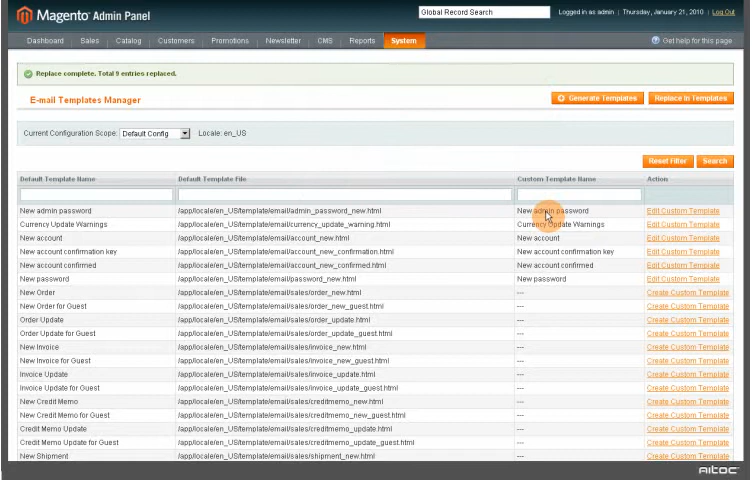 Magento® Admin Panel
Global Record Search
Logged in as admin | Thursday, January 21, 2010 | Log Out
Dashboard Sales Catalog Customers Promotions Newsletter CMS Reports System
Get help for this page
Replace complete. Total 9 entries replaced.
E-mail Templates Manager
Generate Templates Replace In Templates
Current Configuration Scope: Default Config Locale: en_US
Reset Filter Search
Default Template Name Default Template File Custom Template Name Action
New admin password /app/locale/en_US/template/email/admin_password_new.html New admin password Edit Custom Template
Currency Update Warnings /app/locale/en_US/template/email/currency_update_warning.html Currency Update Warnings Edit Custom Template
New account /app/locale/en_US/template/email/account_new.html New account Edit Custom Template
New account confirmation key /app/locale/en_US/template/email/account_new_confirmation.html New account confirmation key Edit Custom Template
New account confirmed /app/locale/en_US/template/email/account_new_confirmed.html New account confirmed Edit Custom Template
New password /app/locale/en_US/template/email/password_new.html New password Edit Custom Template
New Order /app/locale/en_US/template/email/sales/order_new.html --- Create Custom Template
New Order for Guest /app/locale/en_US/template/email/sales/order_new_guest.html --- Create Custom Template
Order Update /app/locale/en_US/template/email/sales/order_update.html --- Create Custom Template
Order Update for Guest /app/locale/en_US/template/email/sales/order_update_guest.html --- Create Custom Template
New Invoice /app/locale/en_US/template/email/sales/invoice_new.html --- Create Custom Template
New Invoice for Guest /app/locale/en_US/template/email/sales/invoice_new_guest.html --- Create Custom Template
Invoice Update /app/locale/en_US/template/email/sales/invoice_update.html --- Create Custom Template
Invoice Update for Guest /app/locale/en_US/template/email/sales/invoice_update_guest.html --- Create Custom Template
New Credit Memo /app/locale/en_US/template/email/sales/creditmemo_new.html --- Create Custom Template
New Credit Memo for Guest /app/locale/en_US/template/email/sales/creditmemo_new_guest.html --- Create Custom Template
Credit Memo Update /app/locale/en_US/template/email/sales/creditmemo_update.html --- Create Custom Template
Credit Memo Update for Guest /app/locale/en_US/template/email/sales/creditmemo_update_guest.html --- Create Custom Template
New Shipment /app/locale/en_US/template/email/sales/shipment_new.html --- Create Custom Template
AITOC